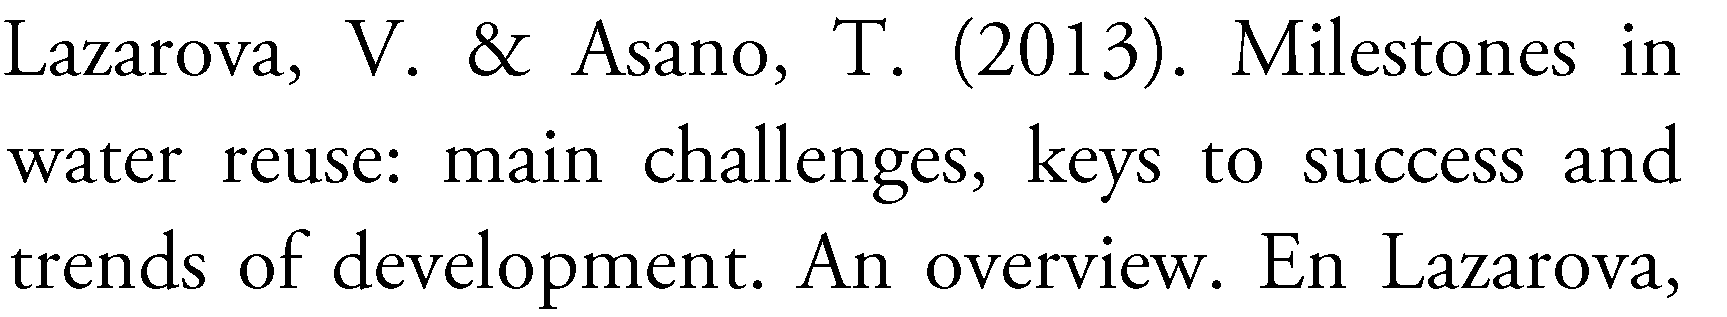 Lazarova, V. & Asano, T. (2013). Milestones in
water reuse: main challenges, keys to success and
trends of development. An overview. En Lazarova,